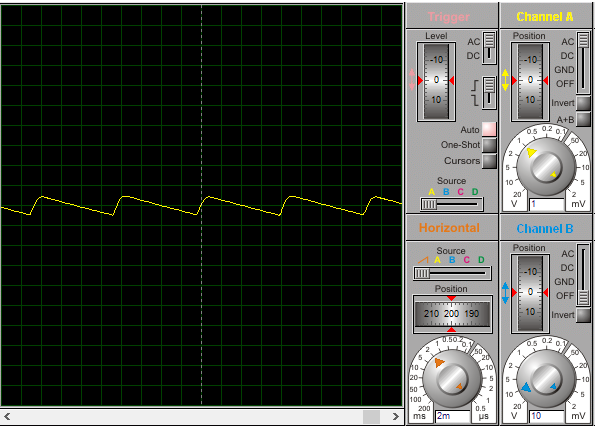 Trigger
Level
AC
DC
-10
0
10
Auto
One-Shot
Cursors
Source
A B C D
Channel A
Position
AC
DC
GND
OFF
-10
0
10
Invert
A+B
0.5 0.2 0.1
1
50
2
20
5
10
10
5
20
2
V
1
mV
Horizontal
Source
A B C D
Position
210 200 190
1 0.5 0.2 0.1
2
50
5
20
10
10
20
5
50
2
100
1
200
0.5
ms
2m
µs
Channel B
Position
AC
DC
GND
OFF
-10
0
10
Invert
0.5 0.2 0.1
1
50
2
20
5
10
10
5
20
2
V
10
mV